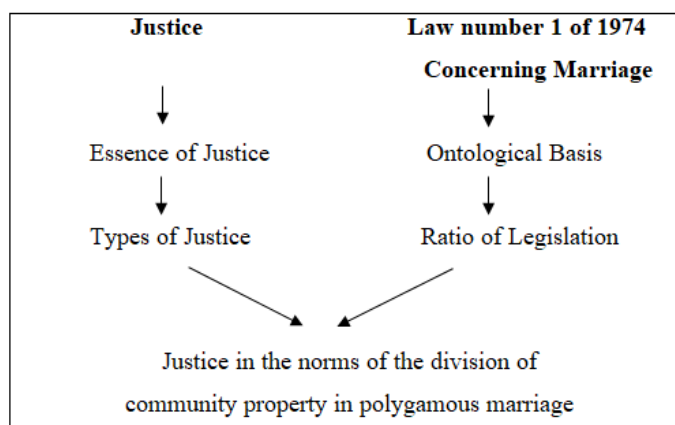 Justice
Law number 1 of 1974
Concerning Marriage
Essence of Justice
Ontological Basis
Types of Justice
Ratio of Legislation
Justice in the norms of the division of
community property in polygamous marriage